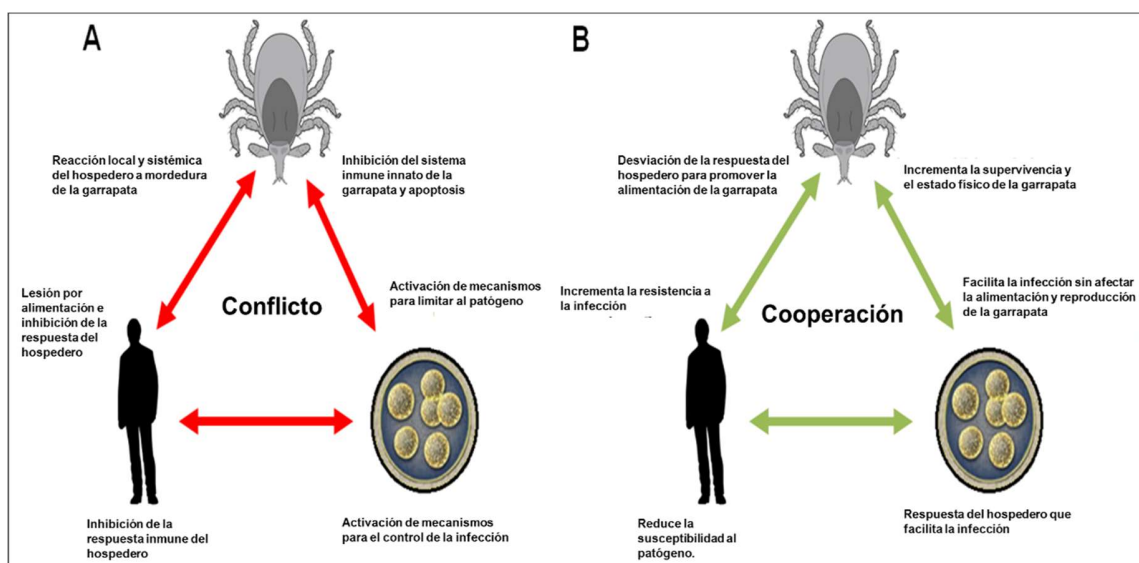 A
Reacción local y sistémica
del hospedero a mordedura
de la garrapata
Inhibición del sistema
inmune innato de la
garrapata y apoptosis
Lesión por
alimentación e
inhibición de la
respuesta del
hospedero
Conflicto
Activación de mecanismos
para limitar al patógeno
Inhibición de la
respuesta inmune del
hospedero
Activación de mecanismos
para el control de la infección
B
Desviación de la respuesta del
hospedero para promover la
alimentación de la garrapata
Incrementa la supervivencia y
el estado físico de la garrapata
Incrementa la resistencia a
la infección
Cooperación
Facilita la infección sin afectar
la alimentación y reproducción
de la garrapata
Reduce la
susceptibilidad al
patógeno.
Respuesta del hospedero que
facilita la infección